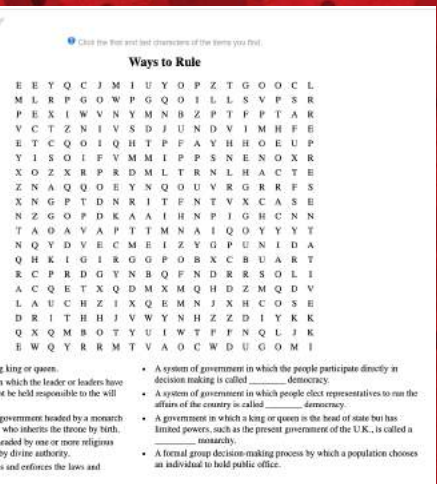 Click the first and last characters of the items you find.
Ways to Rule
E E Y Q C J M I U Y O P Z T G O O C L
M L R P G O W P G Q O I L L S V P S R
P E X I W V N Y M N B Z P T F P T A R
V C T Z N I V S D J U N D V I M H F E
E T C Q O I Q H T P F A Y H H O E U P
Y I S O I F V M M I P P S N E N O X R
X O Z X R P R D M L T R N L H A C T E
Z N A Q Q O E Y N Q O U V R G R R F S
X N G P T D N R I T F N T V X C A S E
N Z G O P D K A A I H N P J G H C N N
T A O A V A P T T M N A I Q O Y Y Y T
N Q Y D V E C M E I Z Y G P U N I D A
Q H K I G I R G G P O B X C B U A R T
R C P R D G Y N B Q F N D R R S O L I
A C Q E T X Q D M X M Q H D Z M Q D V
L A U C H Z I X Q E M N J X H C O S E
D R I T H H J V W Y N H Z Z D I Y K K
Q X Q M B O T Y U I W T F F N Q L J K
E W Q Y R R M T V A O C W D U G O M I
king or queen.
n which the leader or leaders have
ot be held responsible to the will
government headed by a monarch
who inherits the throne by birth.
eaded by one or more religious
by divine authority.
s and enforces the laws and
• A system of government in which the people participate directly in
decision making is called ________ democracy.
• A system of government in which people elect representatives to run the
affairs of the country is called ________ democracy.
• A government in which a king or queen is the head of state but has
limited powers, such as the present government of the U.K., is called a
________ monarchy.
• A formal group decision-making process by which a population chooses
an individual to hold public office.